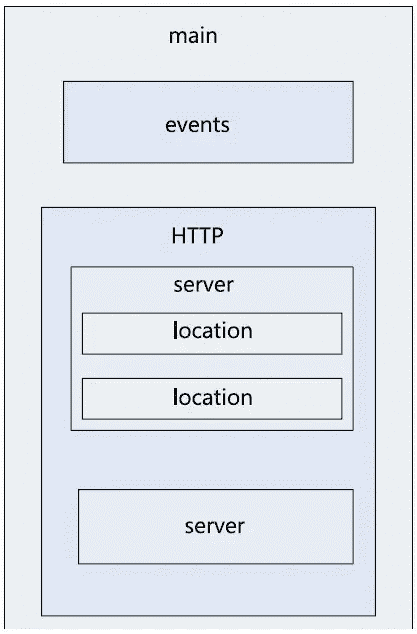 main
events
HTTP
server
location
location
server